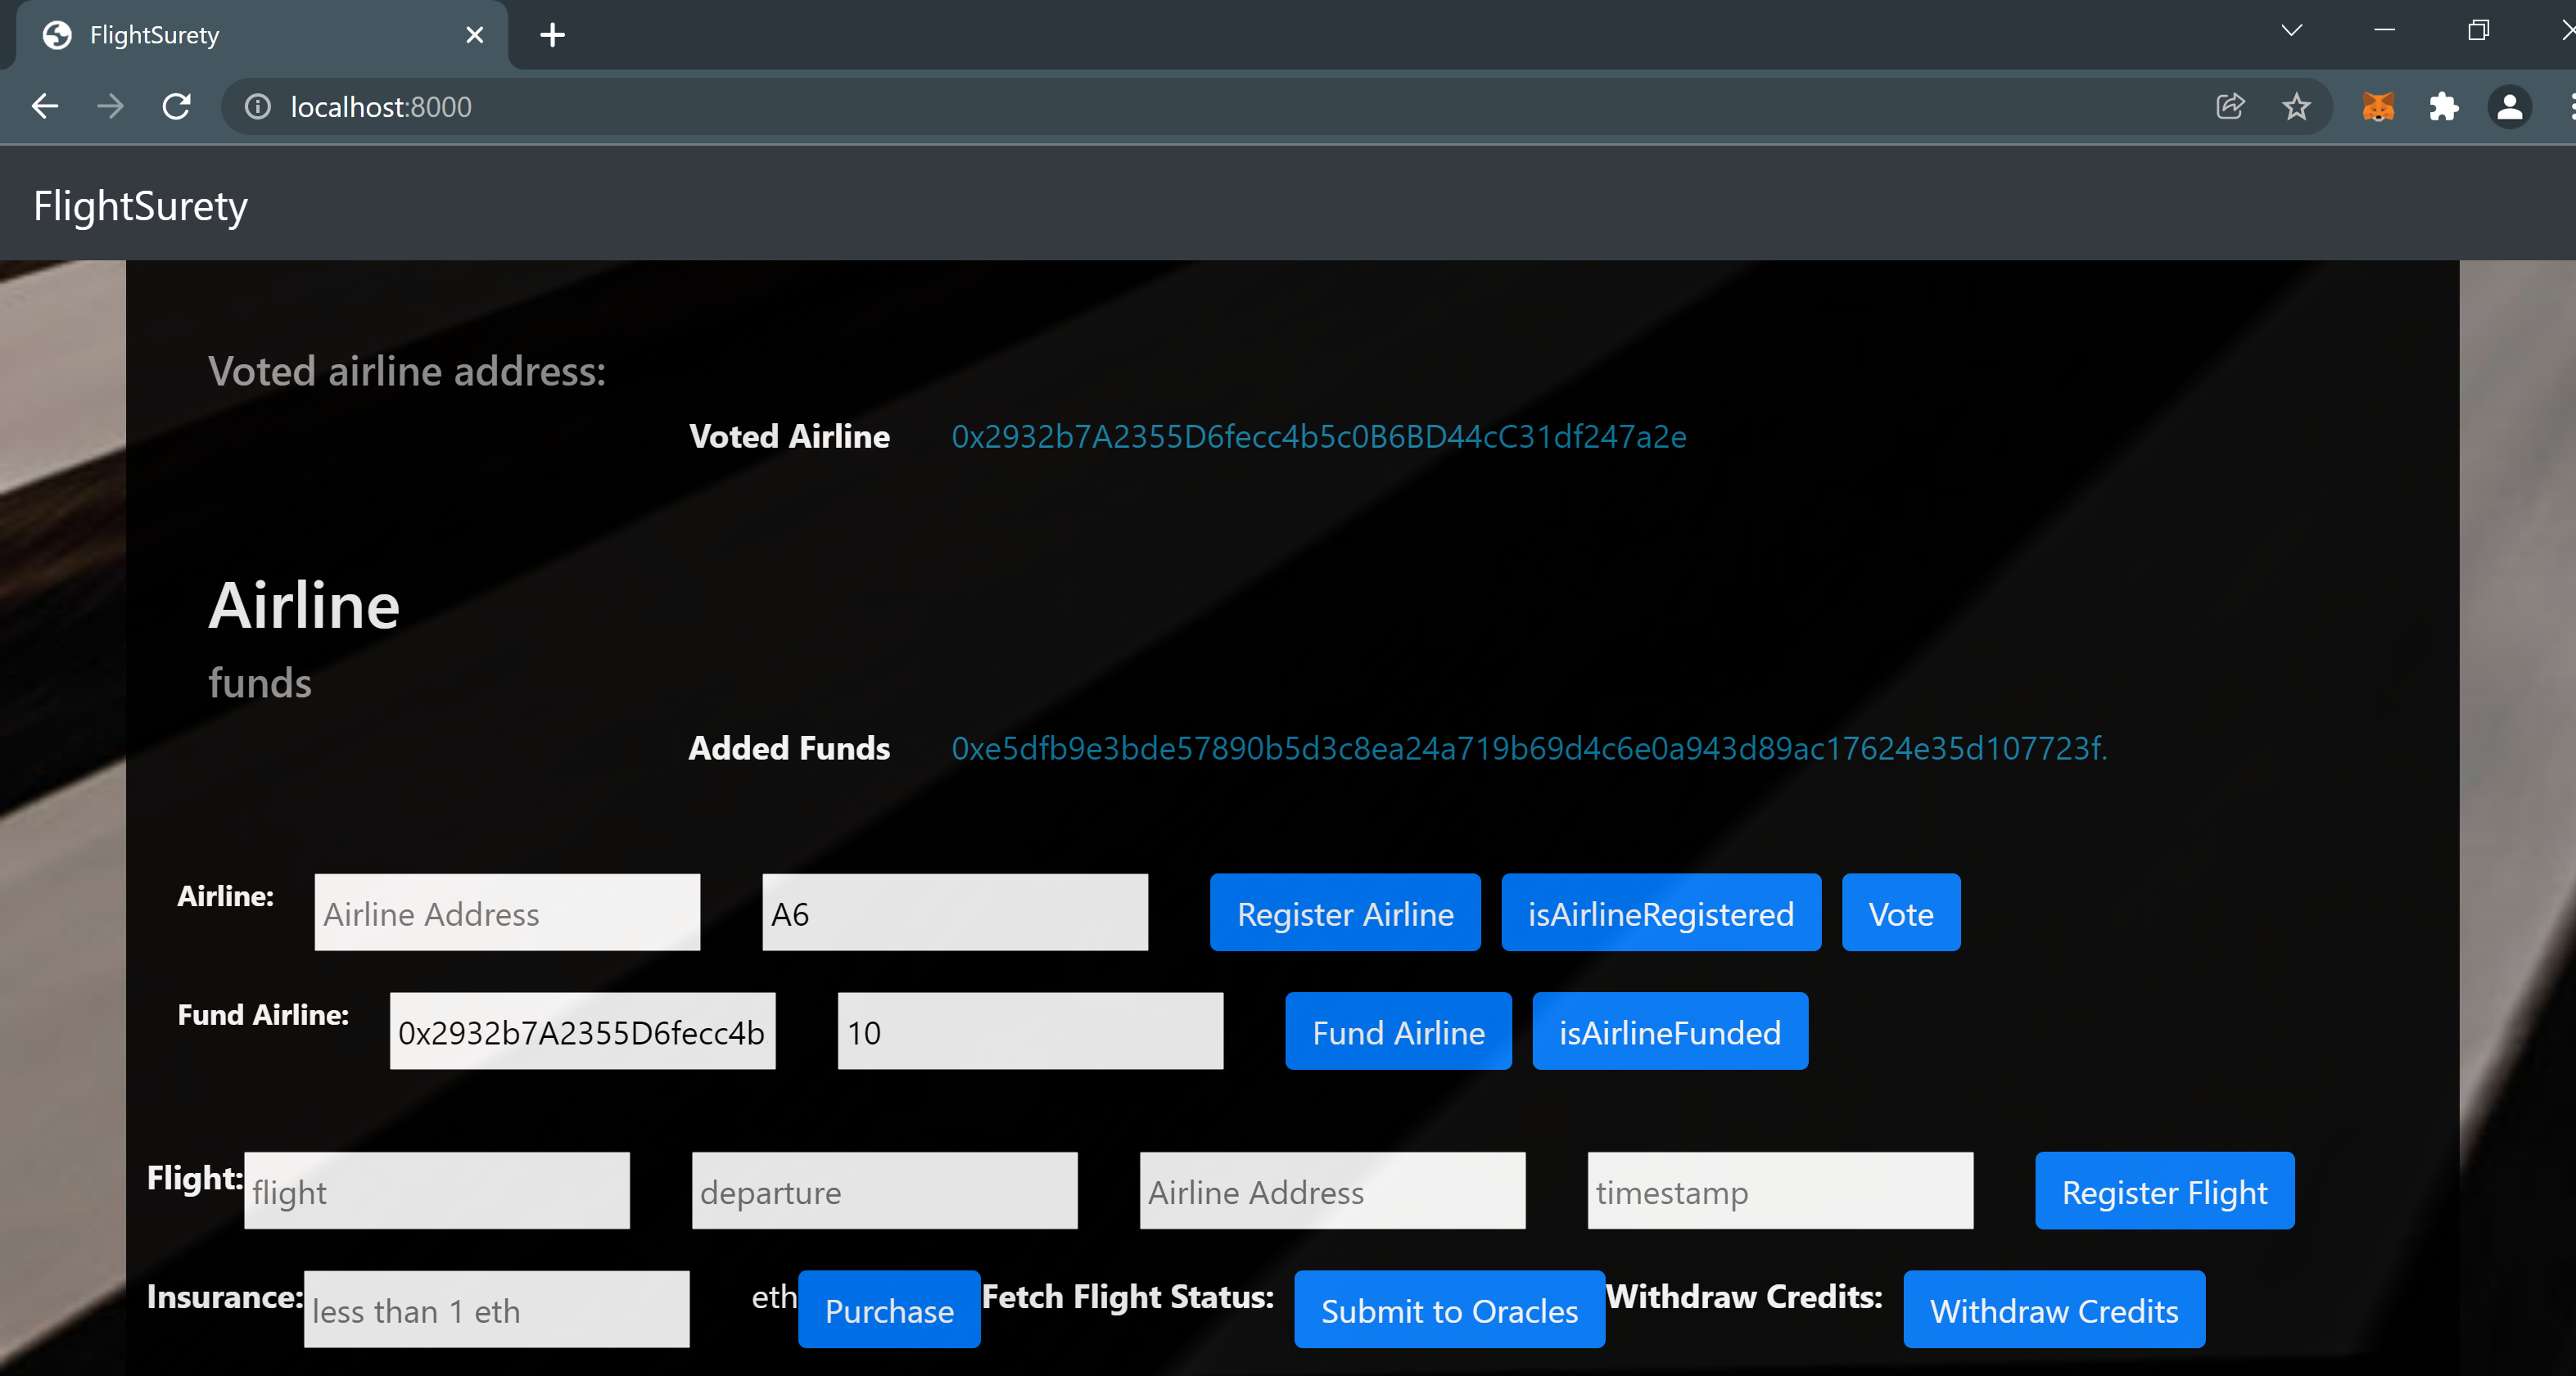 FlightSurety
localhost:8000
FlightSurety
Voted airline address:
Voted Airline 0x2932b7A2355D6fecc4b5c0B6BD44cC31df247a2e
Airline
funds
Added Funds 0xe5dfb9e3bde57890b5d3c8ea24a719b69d4c6e0a943d89ac17624e35d107723f.
Airline: Airline Address A6 Register Airline isAirlineRegistered Vote
Fund Airline: 0x2932b7A2355D6fecc4b 10 Fund Airline isAirlineFunded
Flight: flight departure Airline Address timestamp Register Flight
Insurance: less than 1 eth eth Purchase Fetch Flight Status: Submit to Oracles Withdraw Credits: Withdraw Credits